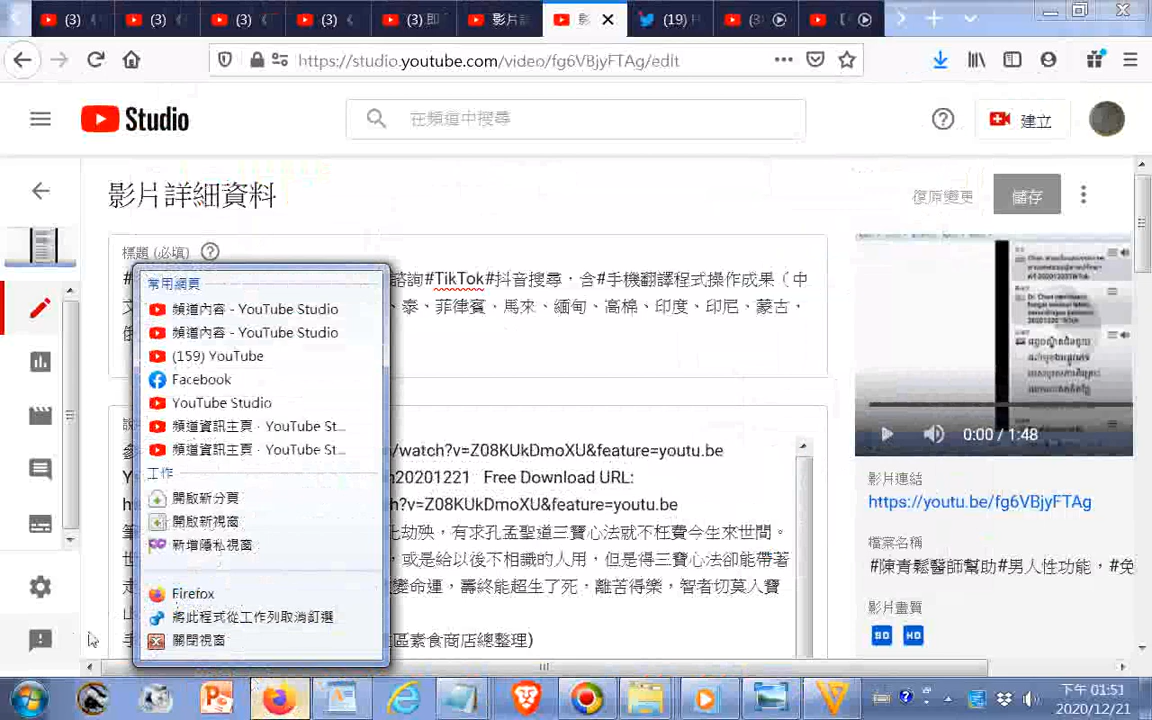 (3)
(3)
(3)
(3)
(3) 即
影片詳
影
(19)
(3)
https://studio.youtube.com/video/fg6VBjyFTAg/edit
Studio
在頻道中搜尋
建立
影片詳細資料
復原變更
儲存
標題 (必填)
諮詢#TikTok#抖音搜尋，含#手機翻譯程式操作成果（中
泰、菲律賓、馬來、緬甸、高棉、印度、印尼、蒙古、
常用網頁
頻道內容 - YouTube Studio
頻道內容 - YouTube Studio
(159) YouTube
Facebook
YouTube Studio
頻道資訊主頁 - YouTube St...
頻道資訊主頁 - YouTube St...
工作
開啟新分頁
開啟新視窗
新增隱私視窗
Firefox
將此程式從工作列取消釘選
關閉視窗
/watch?v=Z08KUkDmoXU&feature=youtu.be
20201221 Free Download URL:
ch?v=Z08KUkDmoXU&feature=youtu.be
劫殃，有求孔孟聖道三寶心法就不枉費今生來世間。
，或是給以後不相識的人用，但是得三寶心法卻能帶著
變命運，壽終能超生了死．離苦得樂，智者切莫入寶
區素食商店總整理)
0:00 / 1:48
影片連結
https://youtu.be/fg6VBjyFTAg
檔案名稱
#陳青鬆醫師幫助#男人性功能，#免
影片畫質
SD HD
下午 01:51
2020/12/21